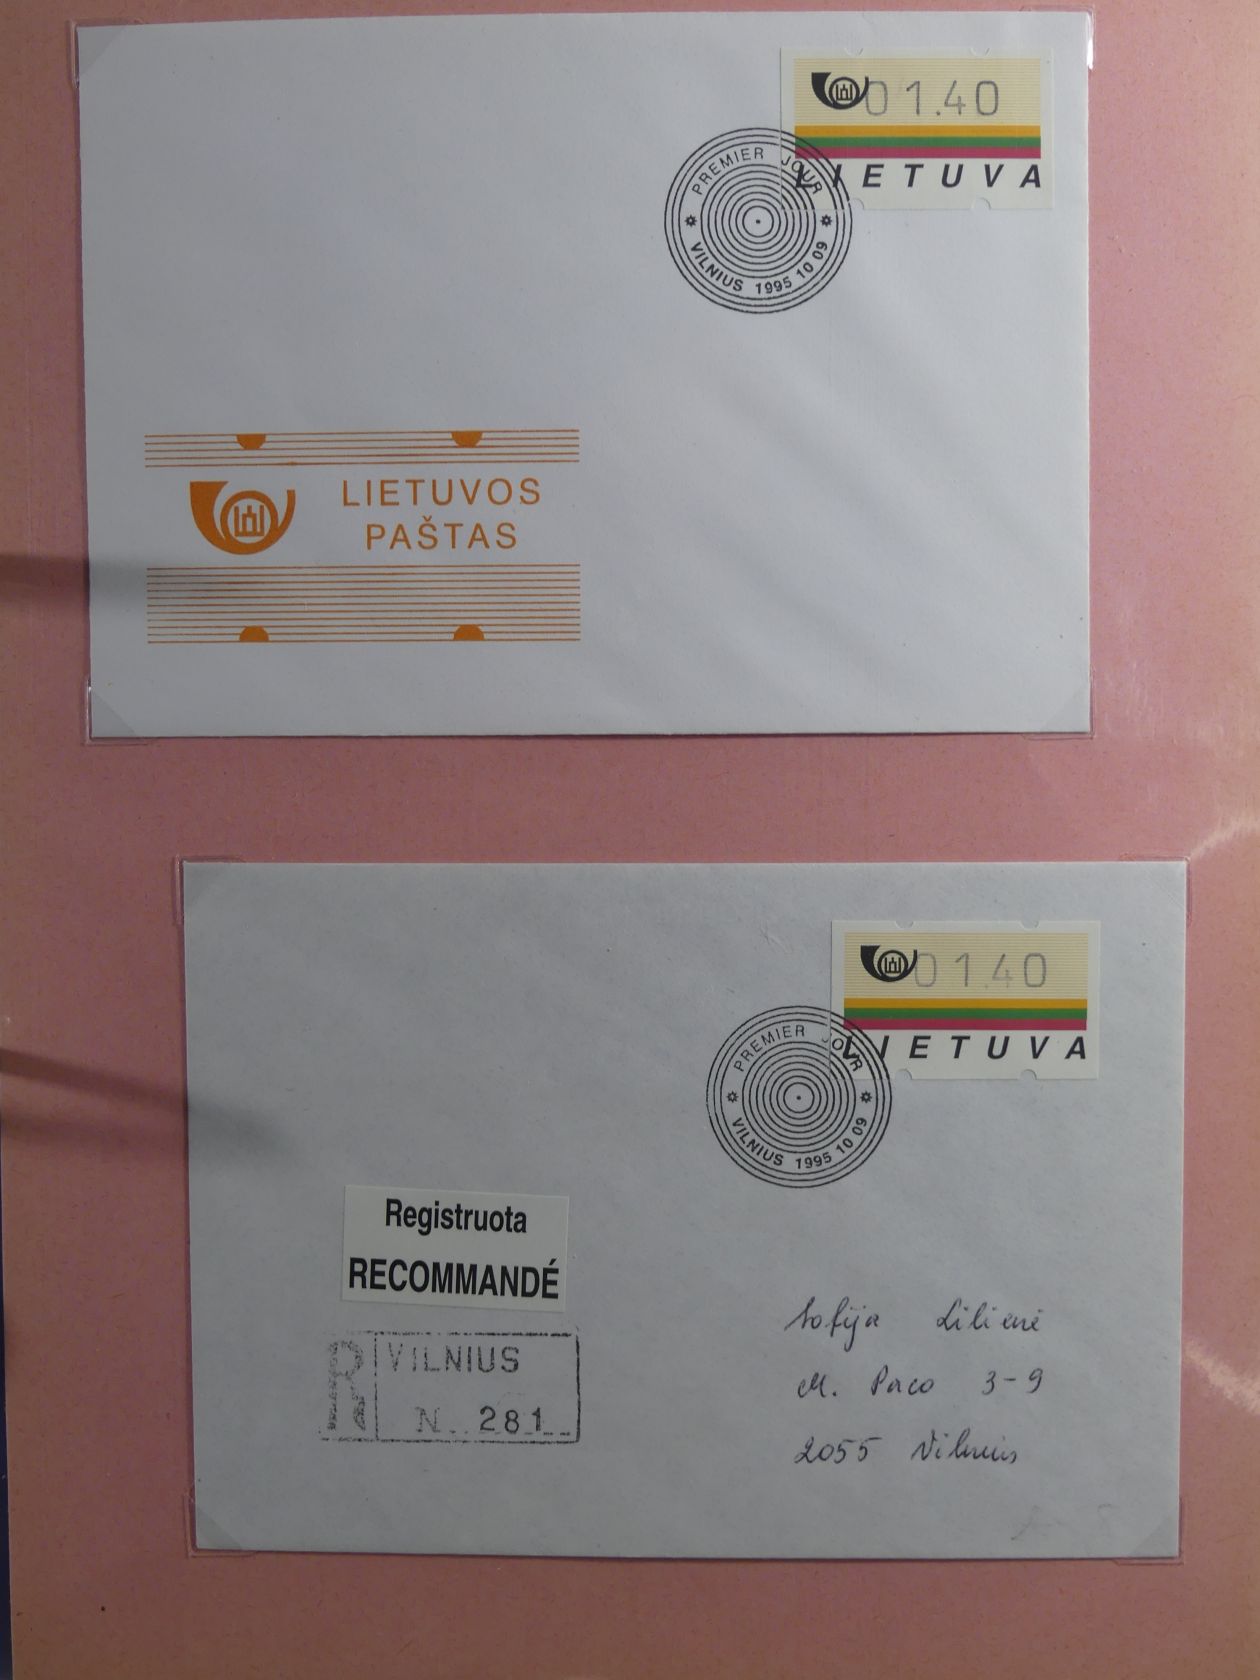 01.40
LIETUVA
PREMIER JOUR
VILNIUS 1995 10 09
LIETUVOS
PAŠTAS
01.40
LIETUVA
PREMIER JOUR
VILNIUS 1995 10 09
Registruota
RECOMMANDÉ
R VILNIUS
N 281
Sofija Lilienė
M. Paco 3-9
2055 Vilnius